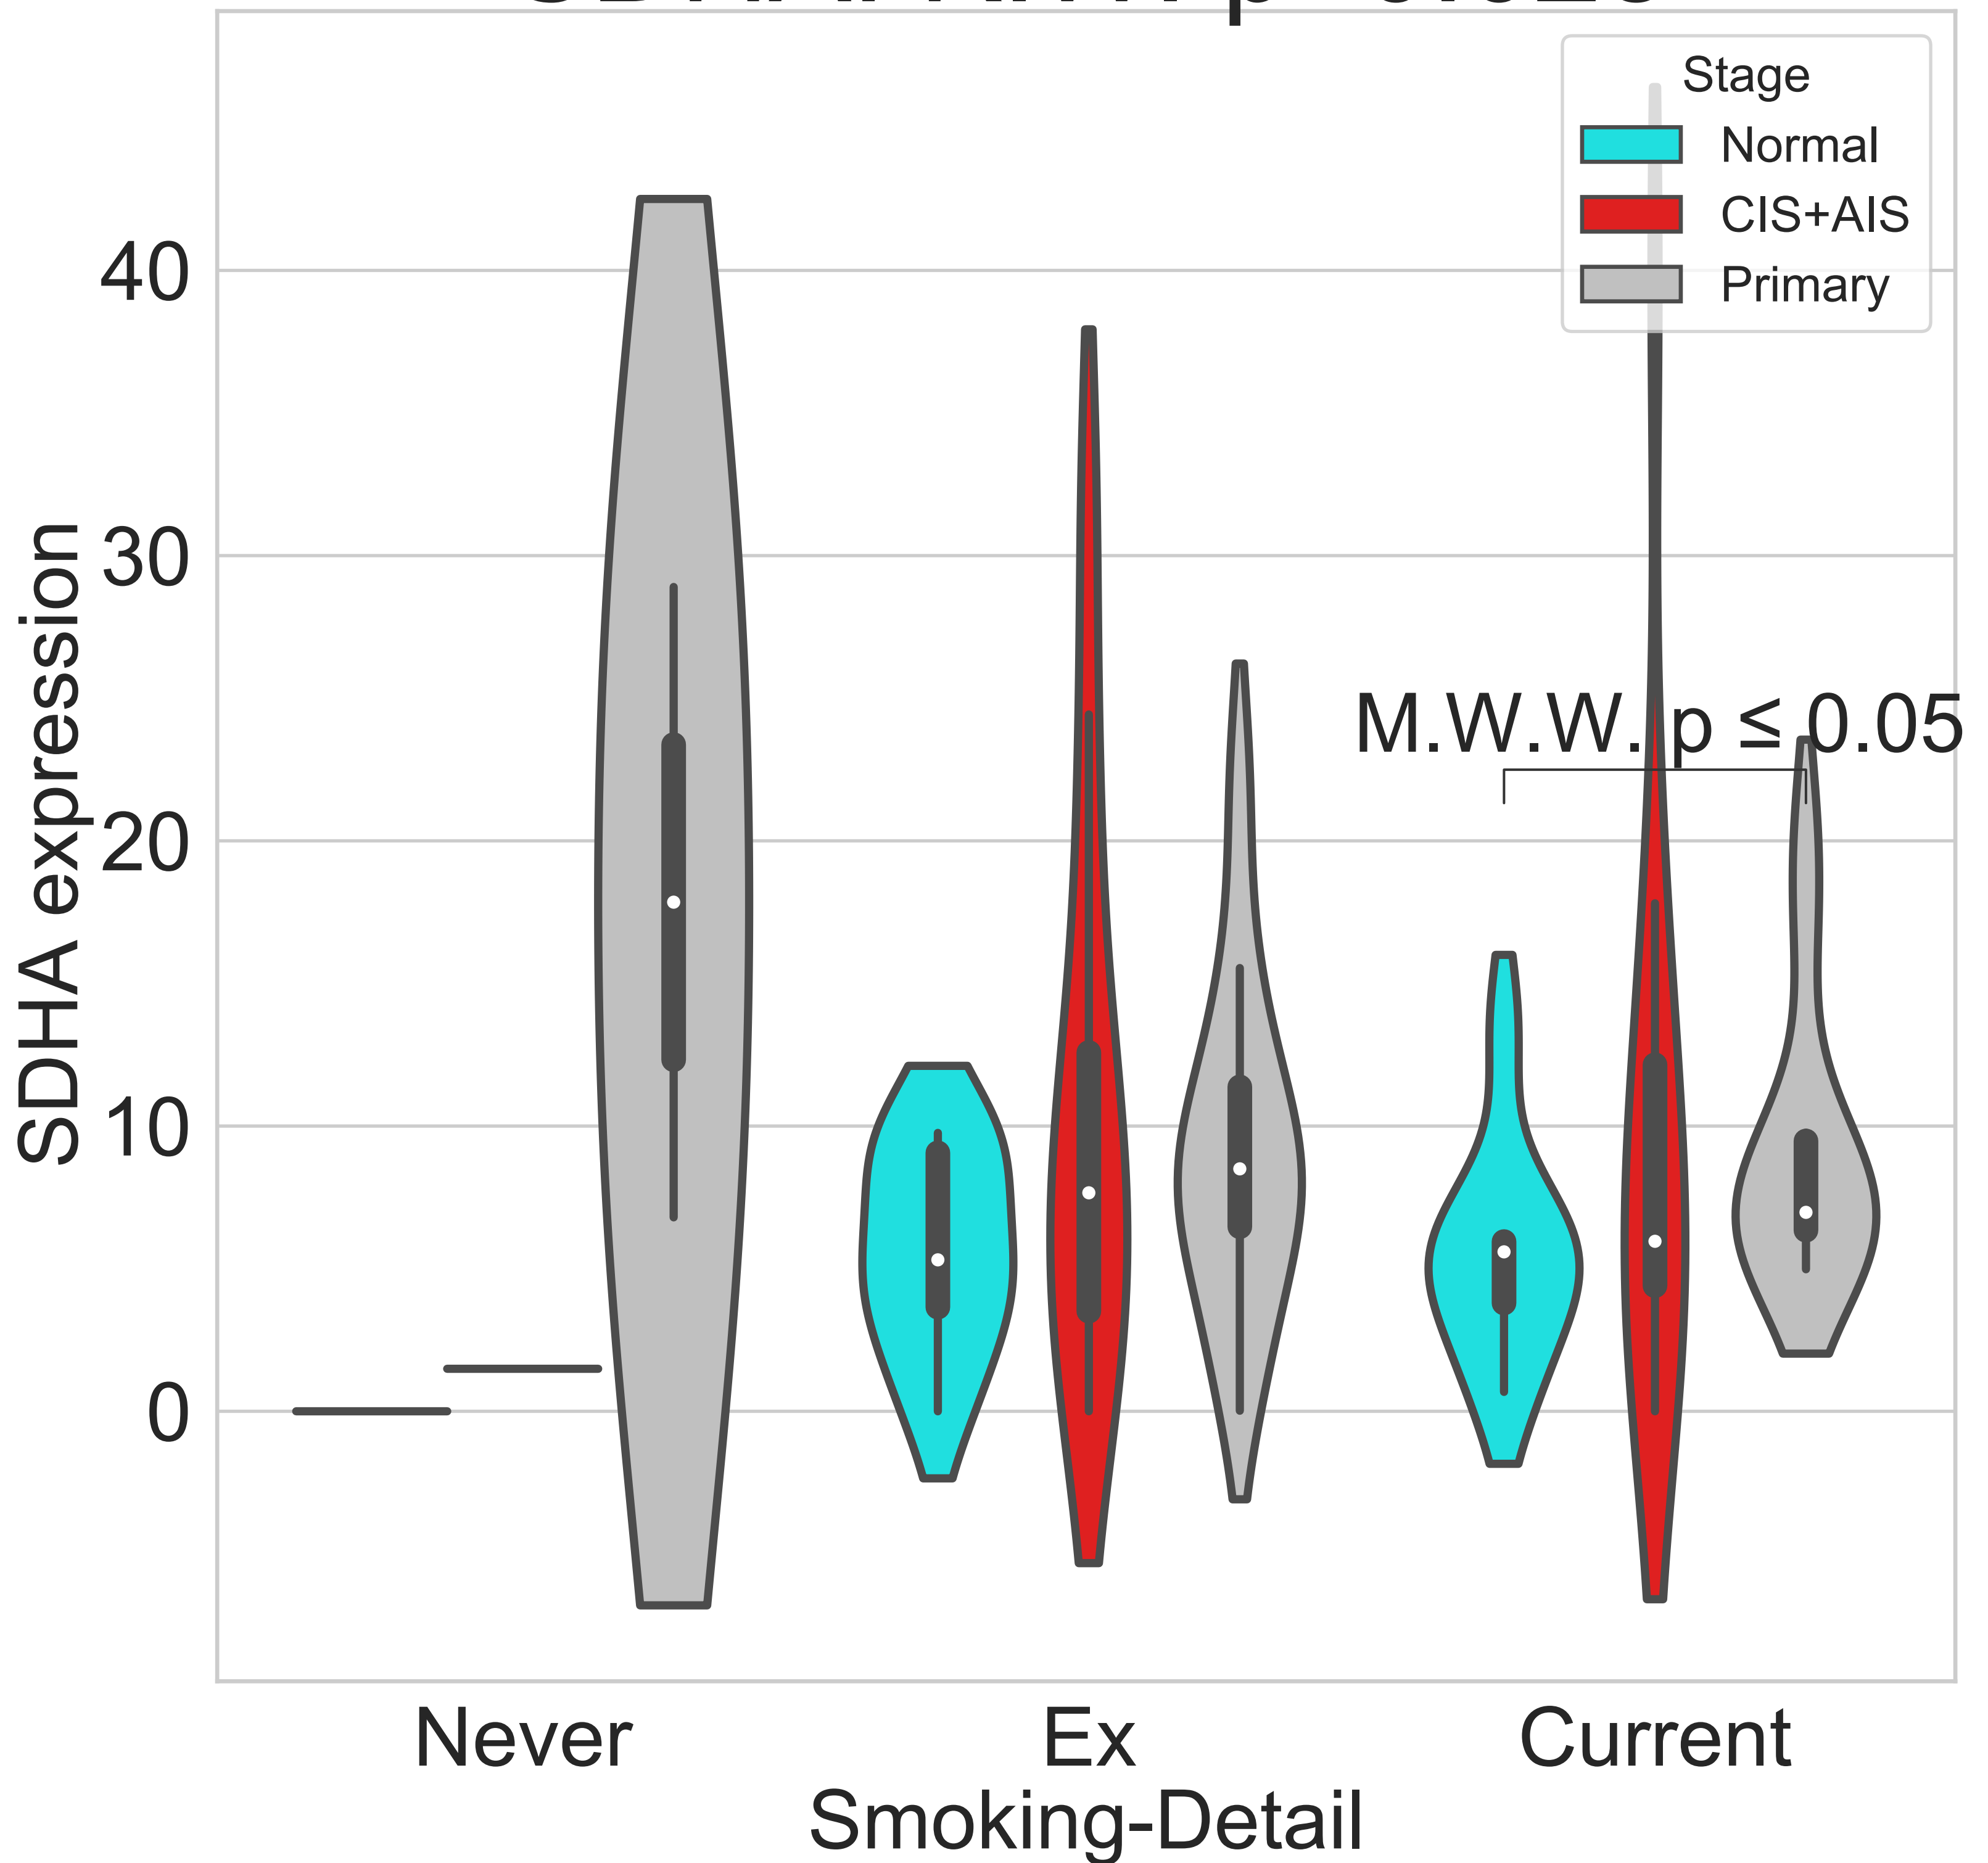 Stage
Normal
CIS+AIS
Primary
40
30
20
10
0
SDHA expression
M.W.W. p ≤ 0.05
Never
Ex
Current
Smoking-Detail